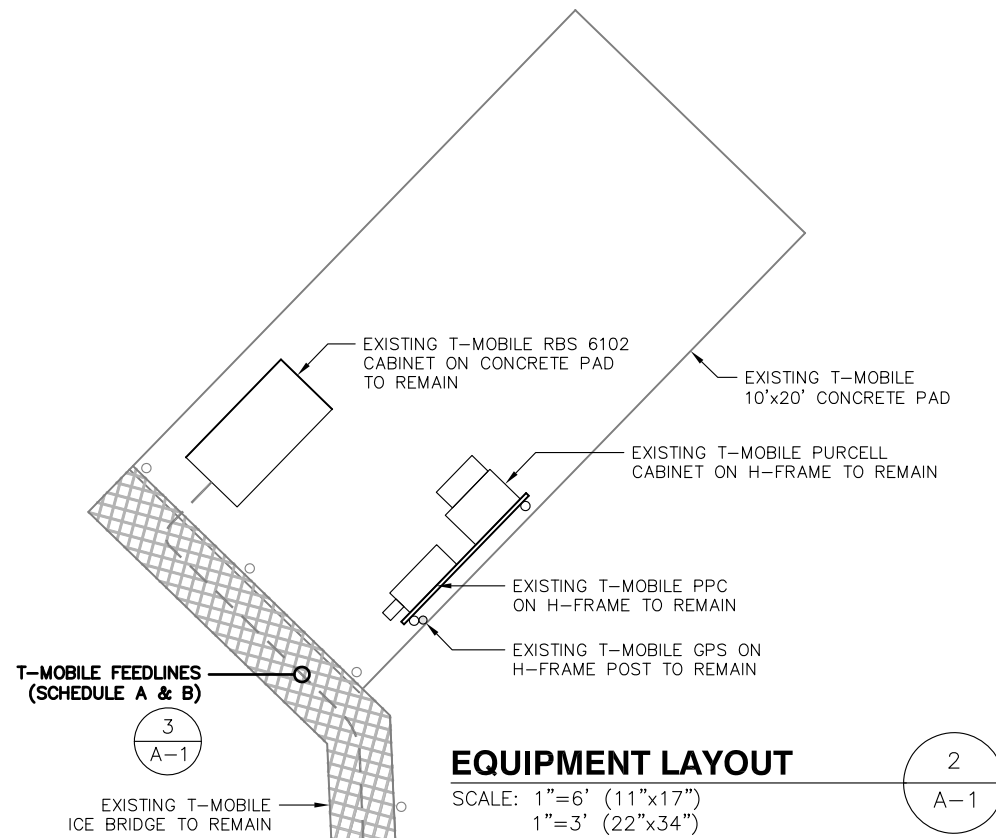 EXISTING T-MOBILE RBS 6102
CABINET ON CONCRETE PAD
TO REMAIN
EXISTING T-MOBILE
10'x20' CONCRETE PAD
EXISTING T-MOBILE PURCELL
CABINET ON H-FRAME TO REMAIN
EXISTING T-MOBILE PPC
ON H-FRAME TO REMAIN
EXISTING T-MOBILE GPS ON
H-FRAME POST TO REMAIN
T-MOBILE FEEDLINES
(SCHEDULE A & B)
3
A-1
EXISTING T-MOBILE
ICE BRIDGE TO REMAIN
EQUIPMENT LAYOUT
SCALE: 1"=6' (11"x17")
1"=3' (22"x34")
2
A-1